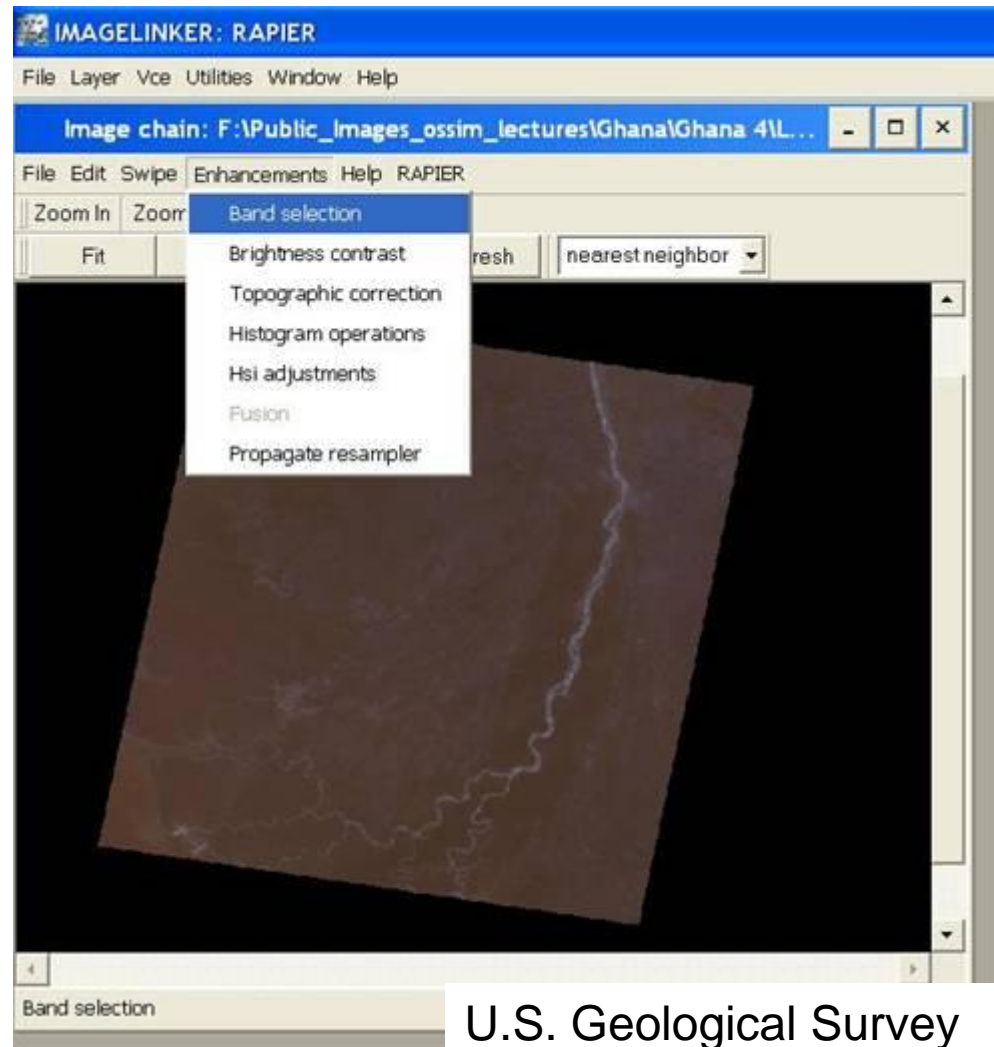 IMAGELINKER: RAPIER
File Layer Vce Utilities Window Help
Image chain: F:\Public_Images_ossim_lectures\Ghana\Ghana 4\L...
File Edit Swipe Enhancements Help RAPIER
Zoom In Zoom
Band selection
Fit
Brightness contrast
resh
nearest neighbor
Topographic correction
Histogram operations
Hsi adjustments
Fusion
Propagate resampler
Band selection
U.S. Geological Survey